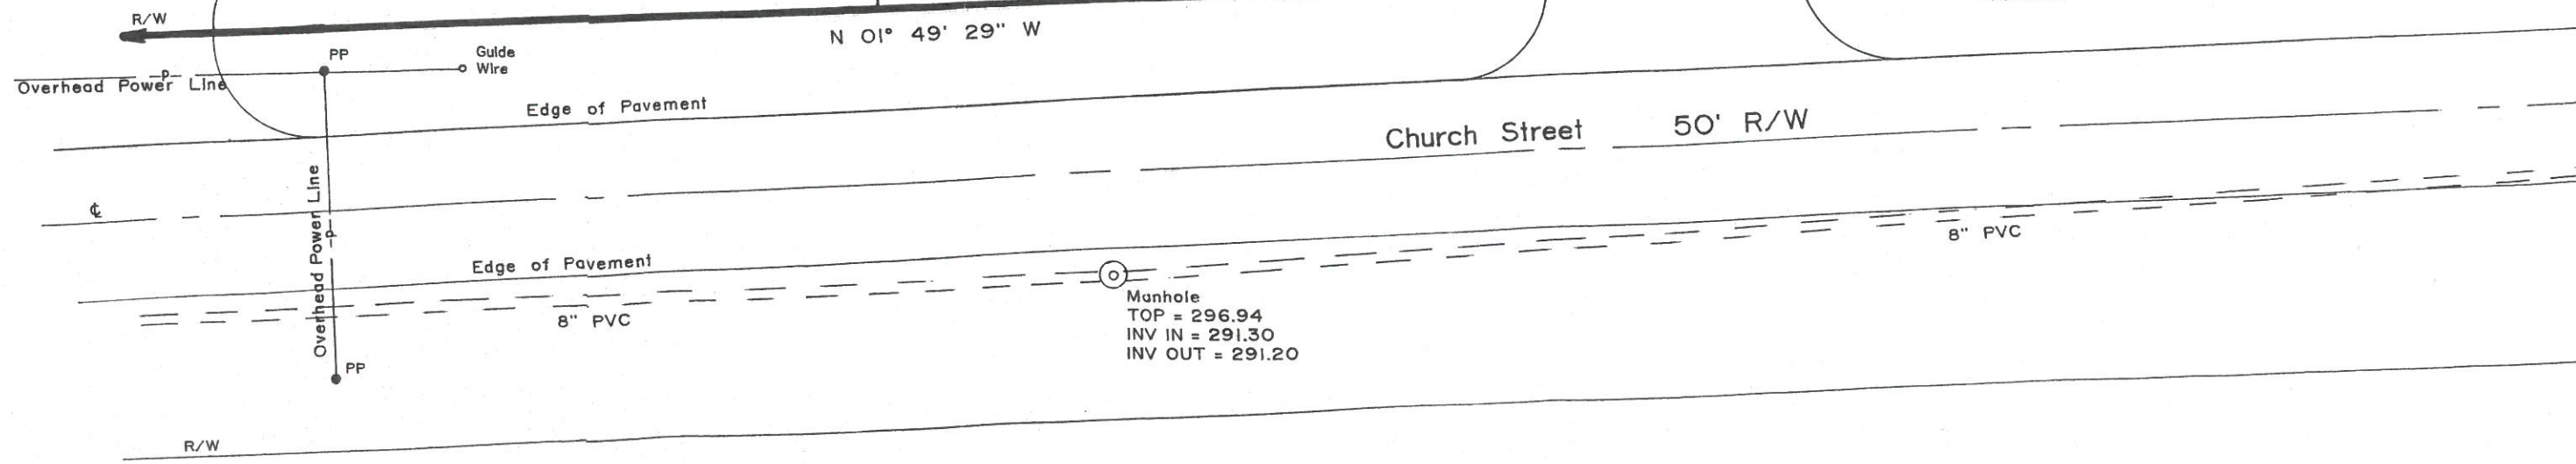 R/W
N 01° 49' 29" W
PP
Guide
Wire
Overhead Power Line
P
Edge of Pavement
Church Street 50' R/W
℄
Overhead Power Line
P
Edge of Pavement
8" PVC
8" PVC
Manhole
TOP = 296.94
INV IN = 291.30
INV OUT = 291.20
PP
R/W